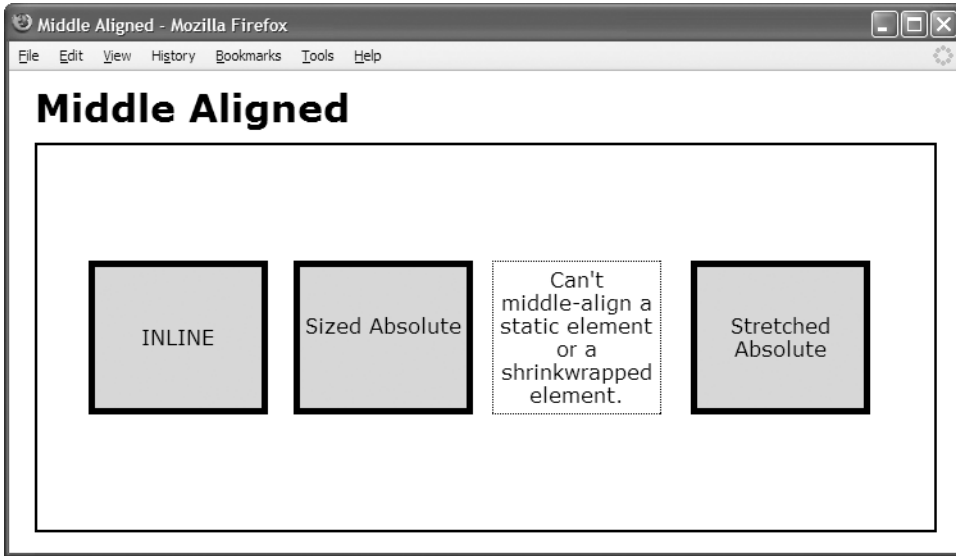 Middle Aligned - Mozilla Firefox
File Edit View History Bookmarks Tools Help
Middle Aligned
INLINE
Sized Absolute
Can't
middle-align a
static element
or a
shrinkwrapped
element.
Stretched
Absolute